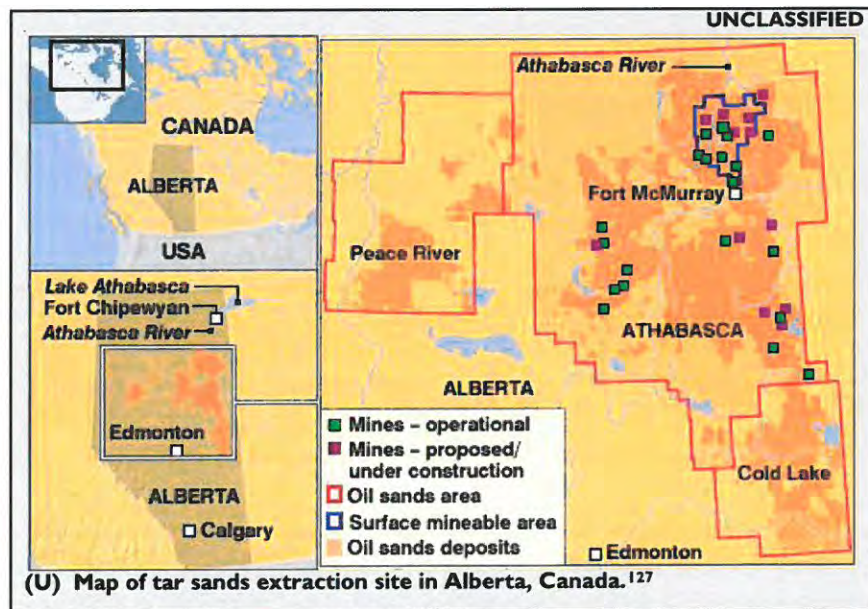 UNCLASSIFIED
CANADA
ALBERTA
USA
Lake Athabasca
Fort Chipewyan
Athabasca River
Edmonton
ALBERTA
Calgary
Athabasca River
Fort McMurray
Peace River
ATHABASCA
ALBERTA
Cold Lake
Edmonton
Mines – operational
Mines – proposed/
under construction
Oil sands area
Surface mineable area
Oil sands deposits
(U) Map of tar sands extraction site in Alberta, Canada.¹²⁷